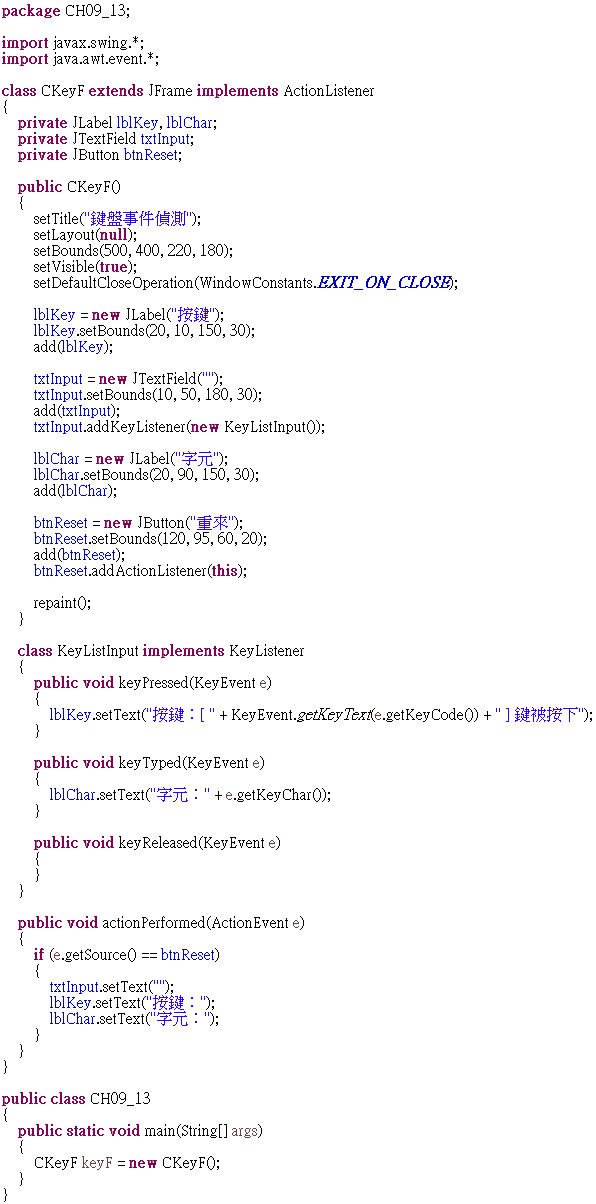 package CH09_13;
import javax.swing.*;
import java.awt.event.*;
class CKeyF extends JFrame implements ActionListener
{
private JLabel lblKey, lblChar;
private JTextField txtInput;
private JButton btnReset;
public CKeyF()
{
setTitle("鍵盤事件偵測");
setLayout(null);
setBounds(500, 400, 220, 180);
setVisible(true);
setDefaultCloseOperation(WindowConstants.EXIT_ON_CLOSE);
lblKey = new JLabel("按鍵");
lblKey.setBounds(20, 10, 150, 30);
add(lblKey);
txtInput = new JTextField("");
txtInput.setBounds(10, 50, 180, 30);
add(txtInput);
txtInput.addKeyListener(new KeyListInput());
lblChar = new JLabel("字元");
lblChar.setBounds(20, 90, 150, 30);
add(lblChar);
btnReset = new JButton("重來");
btnReset.setBounds(120, 95, 60, 20);
add(btnReset);
btnReset.addActionListener(this);
repaint();
}
class KeyListInput implements KeyListener
{
public void keyPressed(KeyEvent e)
{
lblKey.setText("按鍵：[ " + KeyEvent.getKeyText(e.getKeyCode()) + " ] 鍵被按下");
}
public void keyTyped(KeyEvent e)
{
lblChar.setText("字元：" + e.getKeyChar());
}
public void keyReleased(KeyEvent e)
{
}
}
public void actionPerformed(ActionEvent e)
{
if (e.getSource() == btnReset)
{
txtInput.setText("");
lblKey.setText("按鍵：");
lblChar.setText("字元：");
}
}
}
public class CH09_13
{
public static void main(String[] args)
{
CKeyF keyF = new CKeyF();
}
}